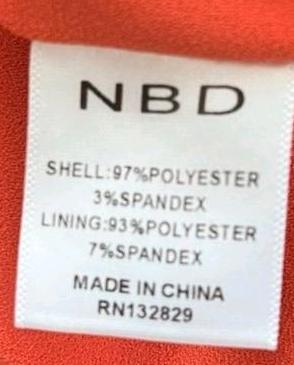 NBD
SHELL:97%POLYESTER
3%SPANDEX
LINING:93%POLYESTER
7%SPANDEX
MADE IN CHINA
RN132829